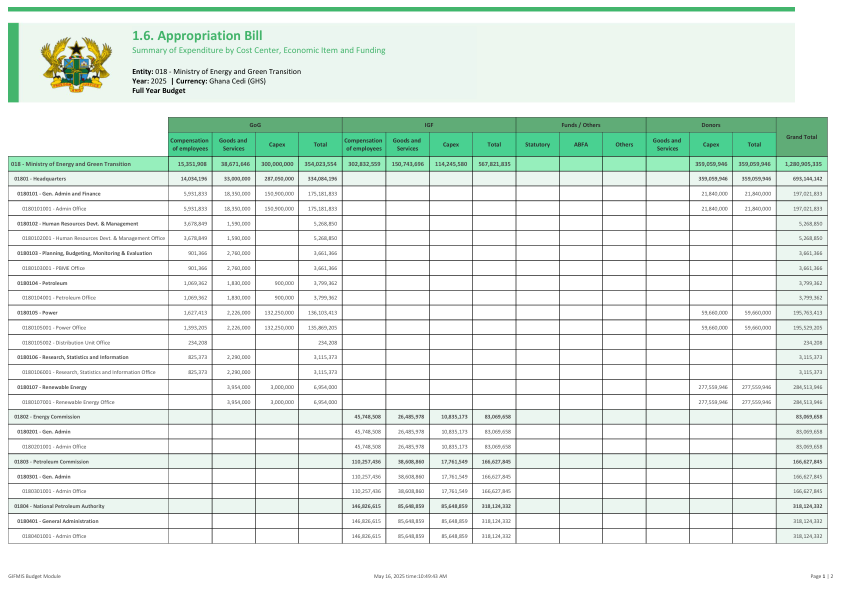 1.6. Appropriation Bill
Summary of Expenditure by Cost Center, Economic Item and Funding
Entity: 018 - Ministry of Energy and Green Transition
Year: 2025 | Currency: Ghana Cedi (GHS)
Full Year Budget
GoG IGF Funds / Others Donors Grand Total
Compensation of employees Goods and Services Capex Total Compensation of employees Goods and Services Capex Total Statutory ABFA Others Goods and Services Capex Total
018 - Ministry of Energy and Green Transition 15,351,908 38,671,646 300,000,000 354,023,554 302,832,559 150,743,696 114,245,580 567,821,835 359,059,946 359,059,946 1,280,905,335
01801 - Headquarters 14,034,196 33,000,000 287,050,000 334,084,196 359,059,946 359,059,946 693,144,142
0180101 - Gen. Admin and Finance 5,931,833 18,350,000 150,900,000 175,181,833 21,840,000 21,840,000 197,021,833
0180101001 - Admin Office 5,931,833 18,350,000 150,900,000 175,181,833 21,840,000 21,840,000 197,021,833
0180102 - Human Resources Devt. & Management 3,678,849 1,590,000 5,268,850 5,268,850
0180102001 - Human Resources Devt. & Management Office 3,678,849 1,590,000 5,268,850 5,268,850
0180103 - Planning, Budgeting, Monitoring & Evaluation 901,366 2,760,000 3,661,366 3,661,366
0180103001 - PBME Office 901,366 2,760,000 3,661,366 3,661,366
0180104 - Petroleum 1,069,362 1,830,000 900,000 3,799,362 3,799,362
0180104001 - Petroleum Office 1,069,362 1,830,000 900,000 3,799,362 3,799,362
0180105 - Power 1,627,413 2,226,000 132,250,000 136,103,413 59,660,000 59,660,000 195,763,413
0180105001 - Power Office 1,393,205 2,226,000 132,250,000 135,869,205 59,660,000 59,660,000 195,529,205
0180105002 - Distribution Unit Office 234,208 234,208 234,208
0180106 - Research, Statistics and Information 825,373 2,290,000 3,115,373 3,115,373
0180106001 - Research, Statistics and Information Office 825,373 2,290,000 3,115,373 3,115,373
0180107 - Renewable Energy 3,954,000 3,000,000 6,954,000 277,559,946 277,559,946 284,513,946
0180107001 - Renewable Energy Office 3,954,000 3,000,000 6,954,000 277,559,946 277,559,946 284,513,946
01802 - Energy Commission 45,748,508 26,485,978 10,835,173 83,069,658 83,069,658
0180201 - Gen. Admin 45,748,508 26,485,978 10,835,173 83,069,658 83,069,658
0180201001 - Admin Office 45,748,508 26,485,978 10,835,173 83,069,658 83,069,658
01803 - Petroleum Commission 110,257,436 38,608,860 17,761,549 166,627,845 166,627,845
0180301 - Gen. Admin 110,257,436 38,608,860 17,761,549 166,627,845 166,627,845
0180301001 - Admin Office 110,257,436 38,608,860 17,761,549 166,627,845 166,627,845
01804 - National Petroleum Authority 146,826,615 85,648,859 85,648,859 318,124,332 318,124,332
0180401 - General Administration 146,826,615 85,648,859 85,648,859 318,124,332 318,124,332
0180401001 - Admin Office 146,826,615 85,648,859 85,648,859 318,124,332 318,124,332
GIFMIS Budget Module May 16, 2025 time:10:49:43 AM Page 1 | 2